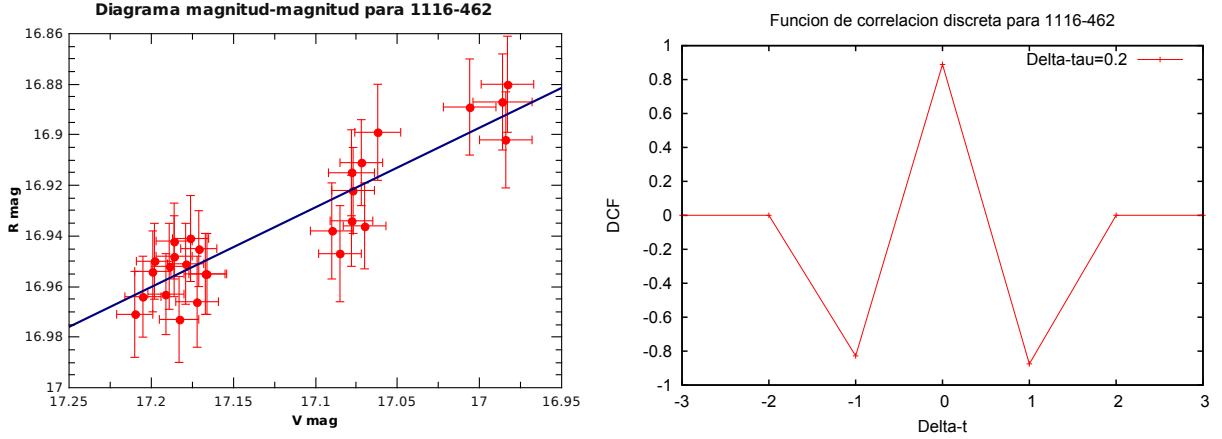 Diagrama magnitud-magnitud para 1116-462
R mag
16.86
16.88
16.9
16.92
16.94
16.96
16.98
17
17.25 17.2 17.15 17.1 17.05 17 16.95
V mag
Funcion de correlacion discreta para 1116-462
Delta-tau=0.2
DCF
1
0.8
0.6
0.4
0.2
0
-0.2
-0.4
-0.6
-0.8
-1
-3 -2 -1 0 1 2 3
Delta-t